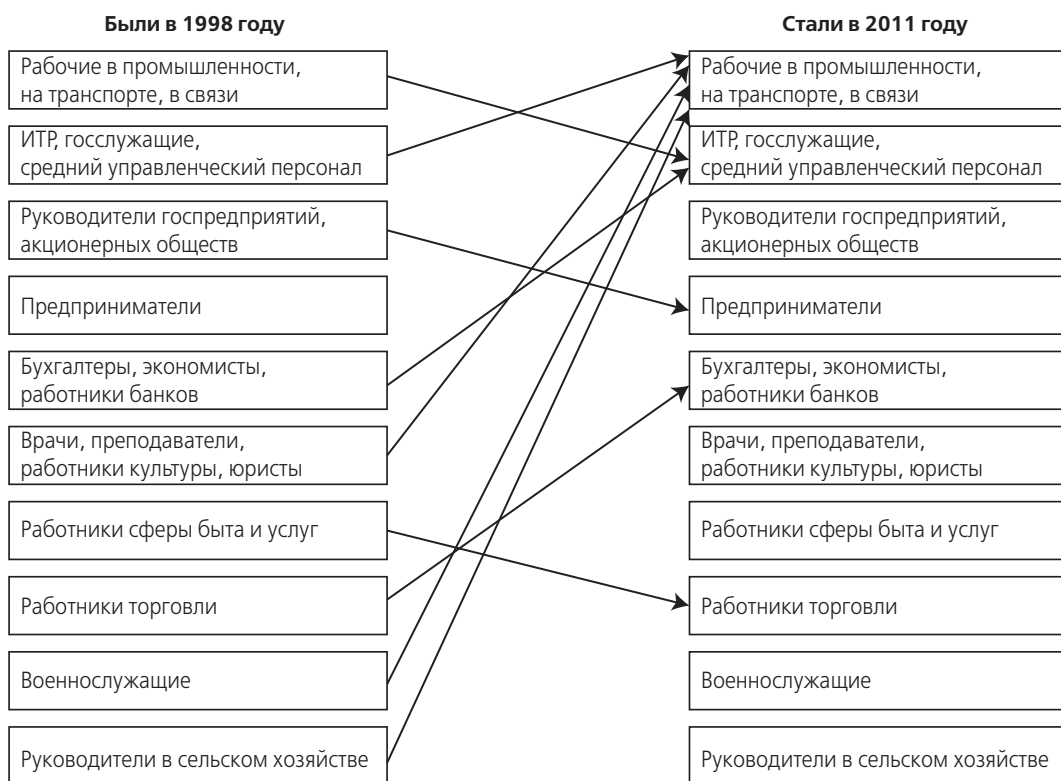 Были в 1998 году
Рабочие в промышленности,
на транспорте, в связи
ИТР, госслужащие,
средний управленческий персонал
Руководители госпредприятий,
акционерных обществ
Предприниматели
Бухгалтеры, экономисты,
работники банков
Врачи, преподаватели,
работники культуры, юристы
Работники сферы быта и услуг
Работники торговли
Военнослужащие
Руководители в сельском хозяйстве
Стали в 2011 году
Рабочие в промышленности,
на транспорте, в связи
ИТР, госслужащие,
средний управленческий персонал
Руководители госпредприятий,
акционерных обществ
Предприниматели
Бухгалтеры, экономисты,
работники банков
Врачи, преподаватели,
работники культуры, юристы
Работники сферы быта и услуг
Работники торговли
Военнослужащие
Руководители в сельском хозяйстве